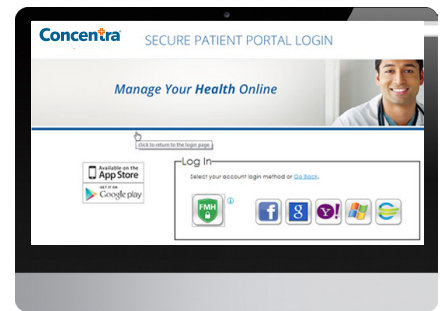 Concentra
SECURE PATIENT PORTAL LOGIN
Manage Your Health Online
click to return to the login page
Available on the
App Store
GET IT ON
Google play
Log In
Select your account login method or Go Back.
FMH
i
f
g
Y!